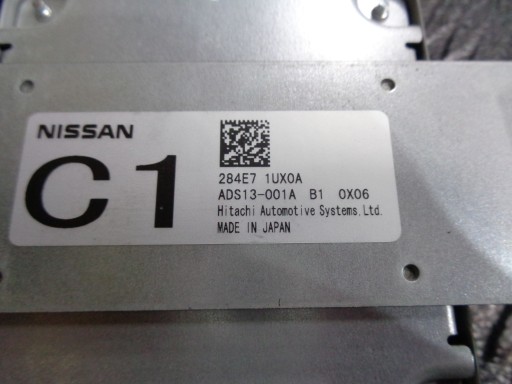 NISSAN
C1
284E7 1UX0A
ADS13-001A B1 0X06
Hitachi Automotive Systems,Ltd.
MADE IN JAPAN